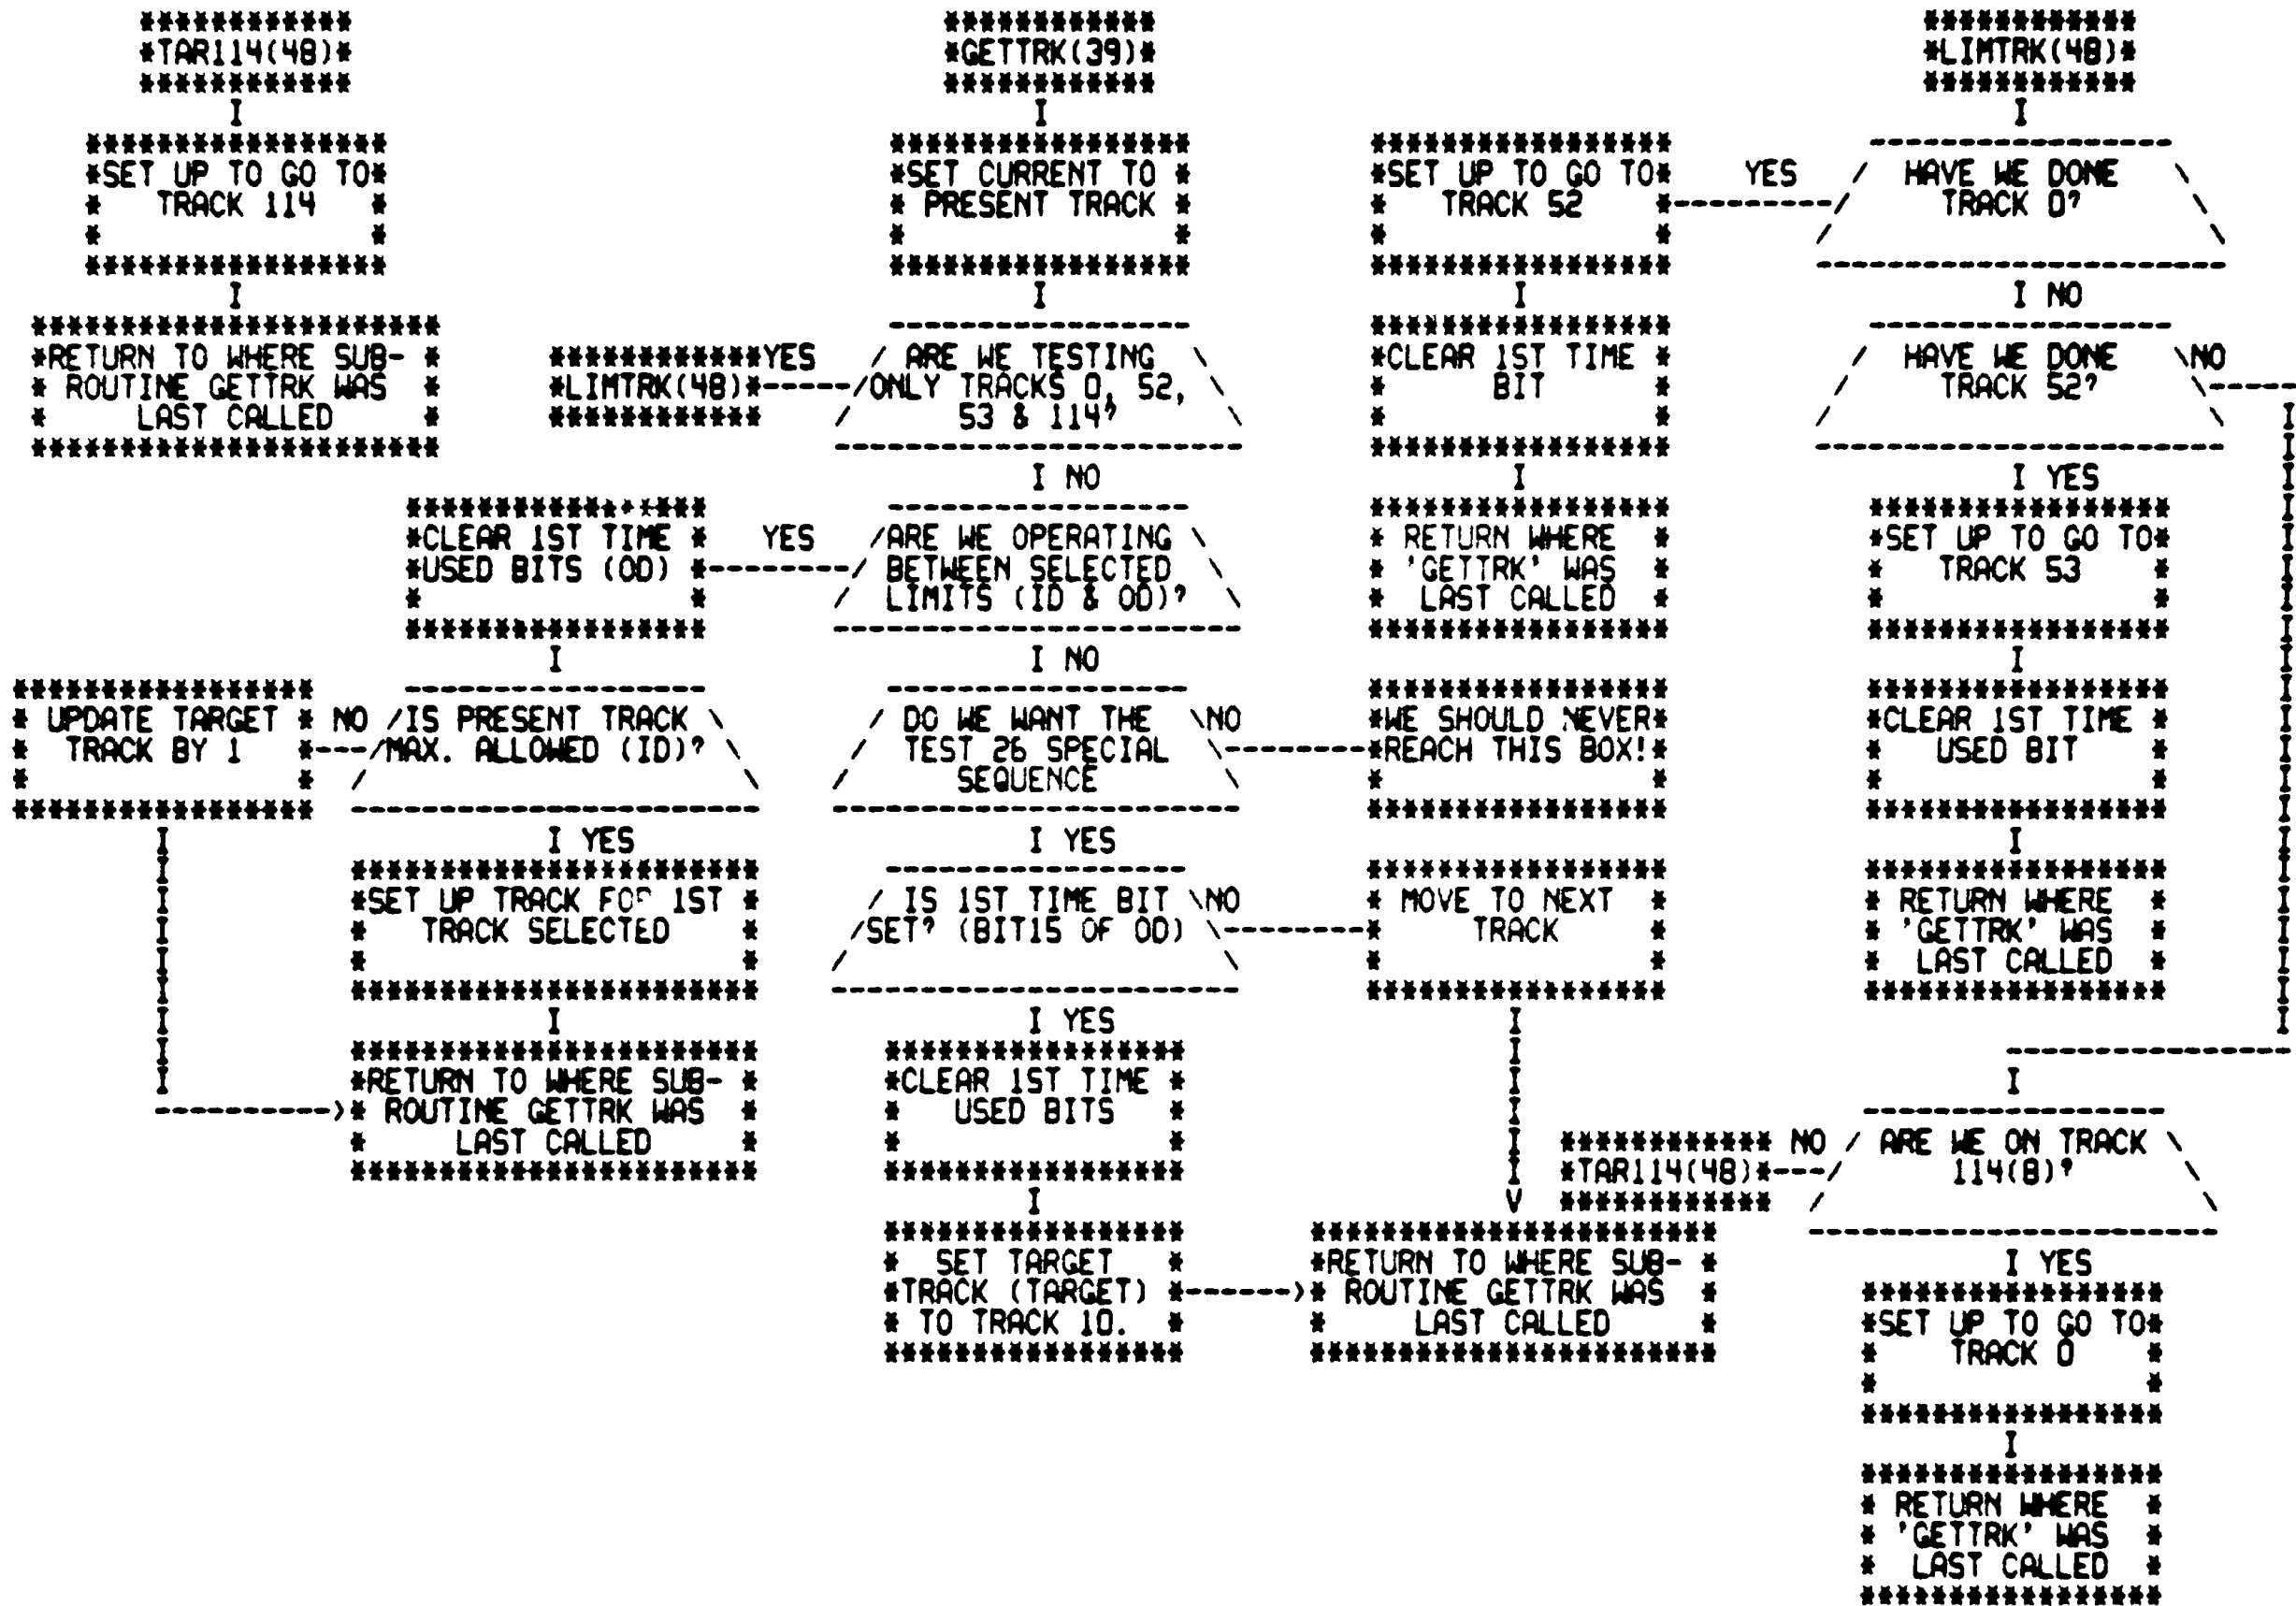 TAR114(48)
SET UP TO GO TO
TRACK 114
RETURN TO WHERE SUB-
ROUTINE GETTRK WAS
LAST CALLED
GETTRK(39)
SET CURRENT TO
PRESENT TRACK
ARE WE TESTING
ONLY TRACKS 0, 52,
53 & 114?
YES
LIMTRK(48)
I NO
ARE WE OPERATING
BETWEEN SELECTED
LIMITS (ID & OD)?
YES
CLEAR 1ST TIME
USED BITS (OD)
IS PRESENT TRACK
MAX. ALLOWED (ID)?
NO
UPDATE TARGET
TRACK BY 1
I YES
SET UP TRACK FOR 1ST
TRACK SELECTED
RETURN TO WHERE SUB-
ROUTINE GETTRK WAS
LAST CALLED
I NO
DO WE WANT THE
TEST 26 SPECIAL
SEQUENCE
NO
WE SHOULD NEVER
REACH THIS BOX!
I YES
IS 1ST TIME BIT
SET? (BIT15 OF OD)
NO
MOVE TO NEXT
TRACK
I YES
CLEAR 1ST TIME
USED BITS
SET TARGET
TRACK (TARGET)
TO TRACK 10.
RETURN TO WHERE SUB-
ROUTINE GETTRK WAS
LAST CALLED
LIMTRK(48)
HAVE WE DONE
TRACK 0?
YES
SET UP TO GO TO
TRACK 52
CLEAR 1ST TIME
BIT
RETURN WHERE
'GETTRK' WAS
LAST CALLED
I NO
HAVE WE DONE
TRACK 52?
NO
I YES
SET UP TO GO TO
TRACK 53
CLEAR 1ST TIME
USED BIT
RETURN WHERE
'GETTRK' WAS
LAST CALLED
ARE WE ON TRACK
114(8)?
NO
TAR114(48)
I YES
SET UP TO GO TO
TRACK 0
RETURN WHERE
'GETTRK' WAS
LAST CALLED